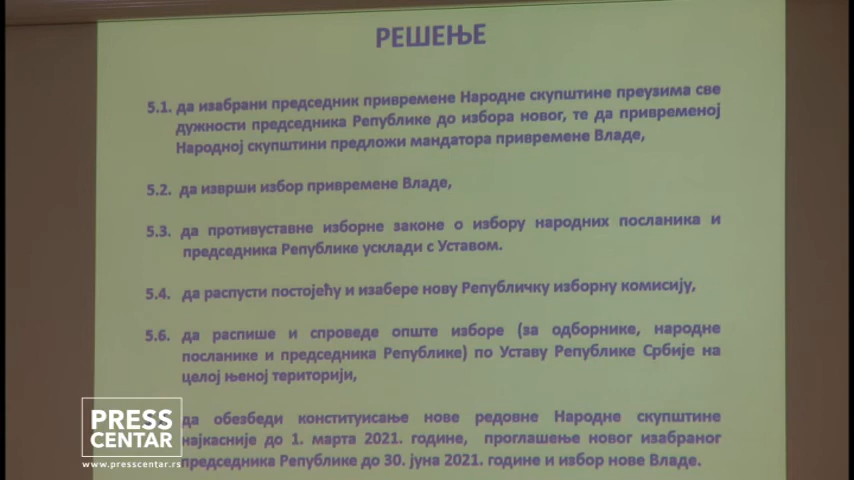 РЕШЕЊЕ
5.1. да изабрани председник привремене Народне скупштине преузима све
дужности председника Републике до избора новог, те да привременој
Народној скупштини предложи мандатора привремене Владе,
5.2. да изврши избор привремене Владе,
5.3. да противуставне изборне законе о избору народних посланика и
председника Републике усклади с Уставом.
5.4. да распусти постојећу и изабере нову Републичку изборну комисију,
5.6. да распише и спроведе опште изборе (за одборнике, народне
посланике и председника Републике) по Уставу Републике Србије на
целој њеној територији,
да обезбеди конституисање нове редовне Народне скупштине
најкасније до 1. марта 2021. године, проглашење новог изабраног
председника Републике до 30. јуна 2021. године и избор нове Владе.
PRESS
CENTAR
www.presscentar.rs